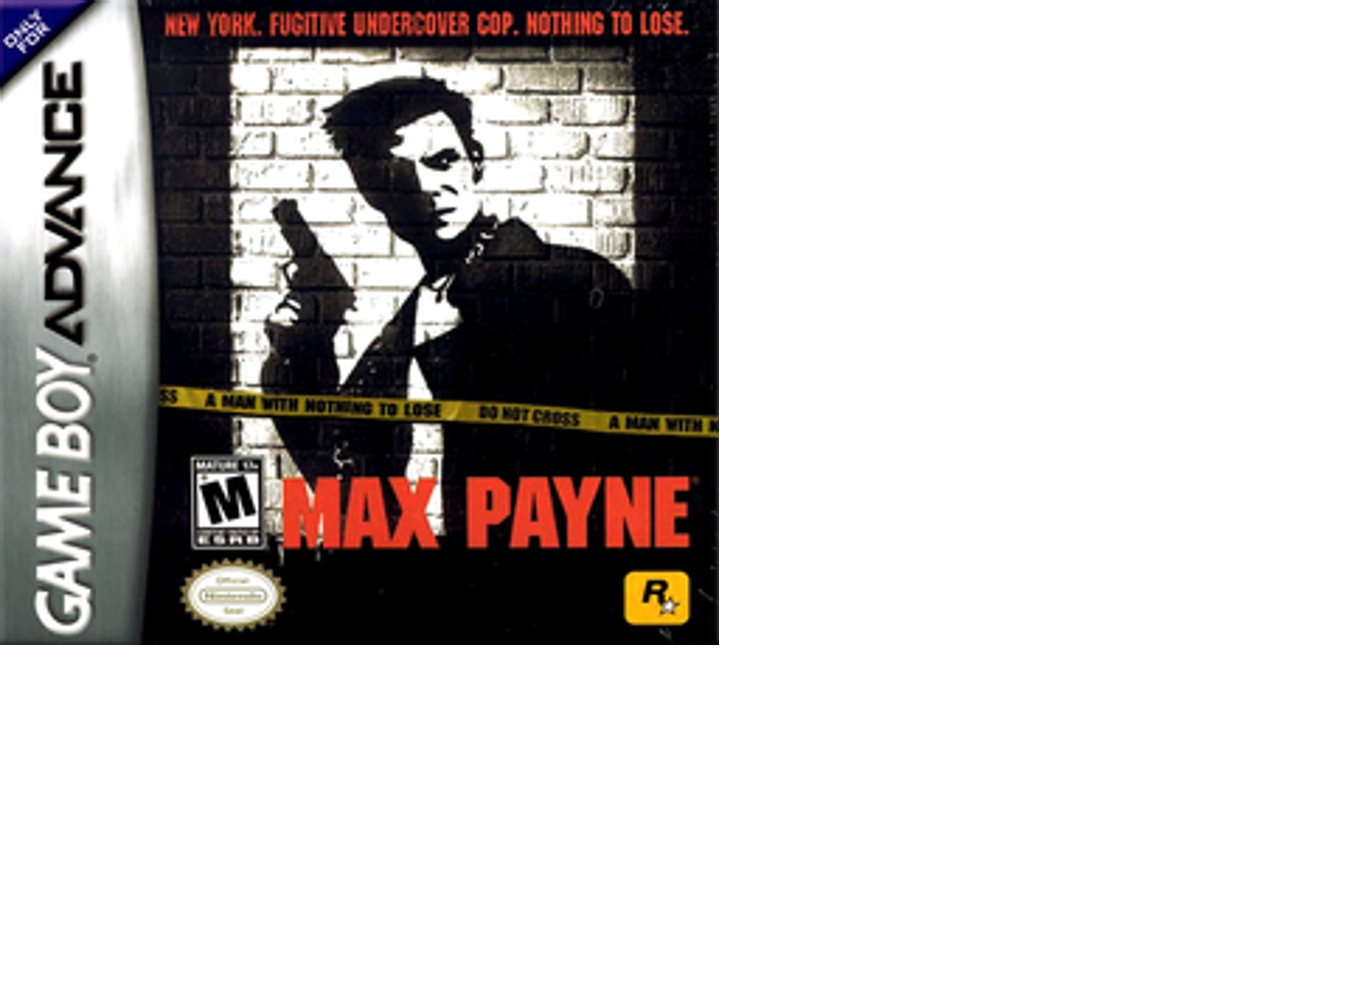 ONLY
FOR
GAME BOY ADVANCE
NEW YORK. FUGITIVE UNDERCOVER COP. NOTHING TO LOSE.
SS A MAN WITH NOTHING TO LOSE DO NOT CROSS A MAN WITH N
MATURE 17+
M
ESRB
MAX PAYNE
Official
Nintendo
Seal
R